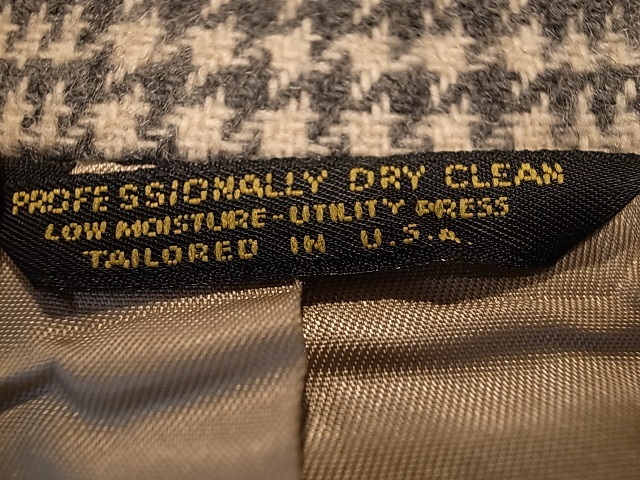 PROFESSIONALLY DRY CLEAN
LOW MOISTURE-UTILITY PRESS
TAILORED IN U.S.A.